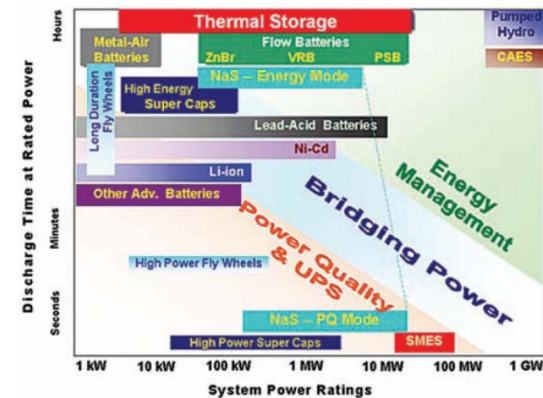 Hours
Thermal Storage
Pumped
Hydro
Metal-Air
Batteries
Flow Batteries
ZnBr VRB PSB
CAES
NaS – Energy Mode
High Energy
Super Caps
Long Duration
Fly Wheels
Lead-Acid Batteries
Ni-Cd
Li-ion
Other Adv. Batteries
Energy
Management
Bridging Power
Power Quality
& UPS
High Power Fly Wheels
NaS – PQ Mode
High Power Super Caps
SMES
Discharge Time at Rated Power
Minutes
Seconds
1 kW 10 kW 100 kW 1 MW 10 MW 100 MW 1 GW
System Power Ratings